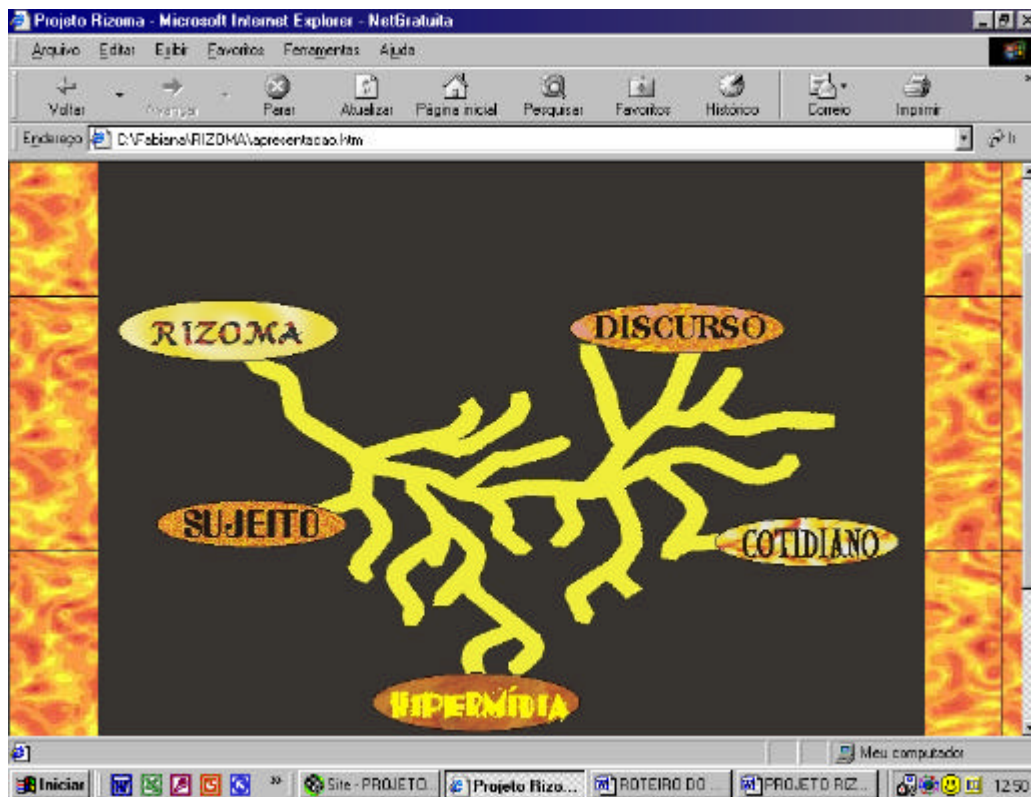 Projeto Rizoma - Microsoft Internet Explorer - NetGratuita
Arquivo Editar Exibir Favoritos Ferramentas Ajuda
Voltar Avançar Parar Atualizar Página inicial Pesquisar Favoritos Histórico Correio Imprimir
Endereço C:\Fabiana\RIZOMA\apresentacao.htm Ir
RIZOMA
DISCURSO
SUJEITO
COTIDIANO
HIPERMÍDIA
Meu computador
Iniciar » Site - PROJETO... Projeto Rizo... ROTEIRO DO ... PROJETO RIZ... 12:50